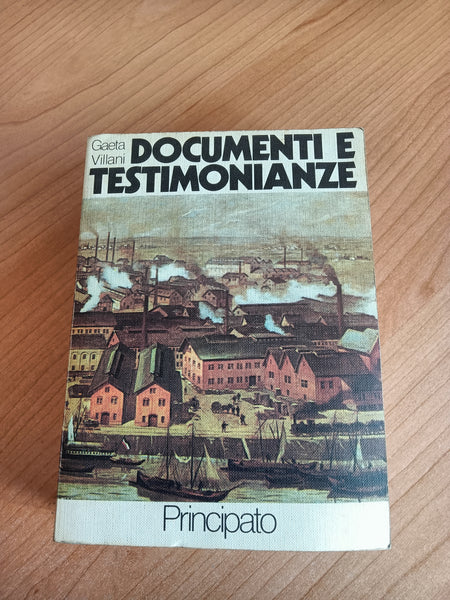 Gaeta
Villani
DOCUMENTI E
TESTIMONIANZE
Principato